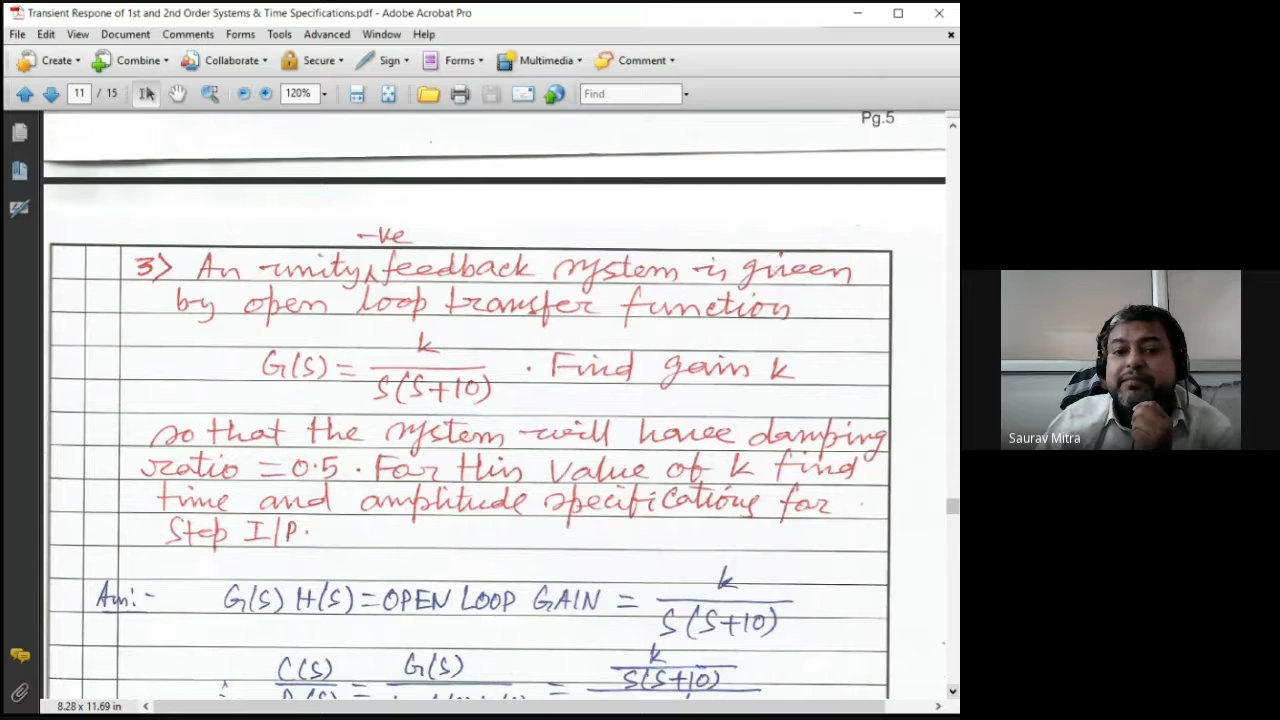 Transient Respone of 1st and 2nd Order Systems & Time Specifications.pdf - Adobe Acrobat Pro
File Edit View Document Comments Forms Tools Advanced Window Help
Create Combine Collaborate Secure Sign Forms Multimedia Comment
11 / 15 120% Find
Pg.5
-ve
3> An unity feedback system is given
by open loop transfer function
G(S) = k / S(S+10) . Find gain k
so that the system will have damping
ratio = 0.5. For this value of k find
time and amplitude specifications for
Step I/P.
Ans:- G(S) H(S) = OPEN LOOP GAIN = k / S(S+10)
∴ C(S) = G(S) = k / S(S+10)
Saurav Mitra
8.28 x 11.69 in